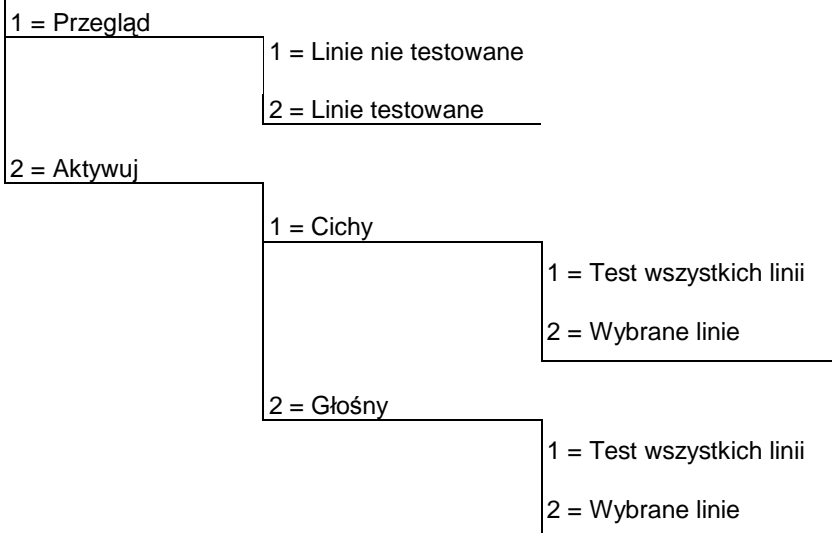 1 = Przegląd
1 = Linie nie testowane
2 = Linie testowane
2 = Aktywuj
1 = Cichy
1 = Test wszystkich linii
2 = Wybrane linie
2 = Głośny
1 = Test wszystkich linii
2 = Wybrane linie